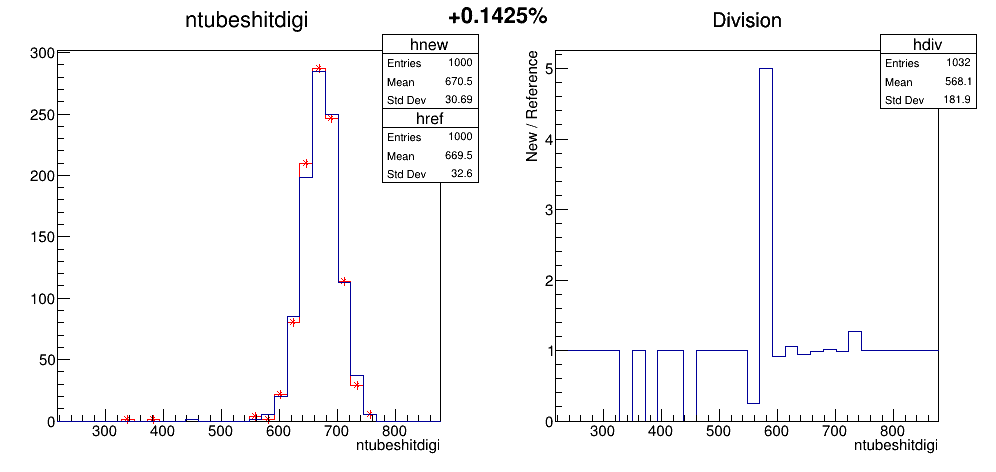 ntubeshitdigi
+0.1425%
Division
hnew
Entries 1000
Mean 670.5
Std Dev 30.69
href
Entries 1000
Mean 669.5
Std Dev 32.6
300
250
200
150
100
50
0
300 400 500 600 700 800
ntubeshitdigi
hdiv
Entries 1032
Mean 568.1
Std Dev 181.9
New / Reference
5
4
3
2
1
0
300 400 500 600 700 800
ntubeshitdigi